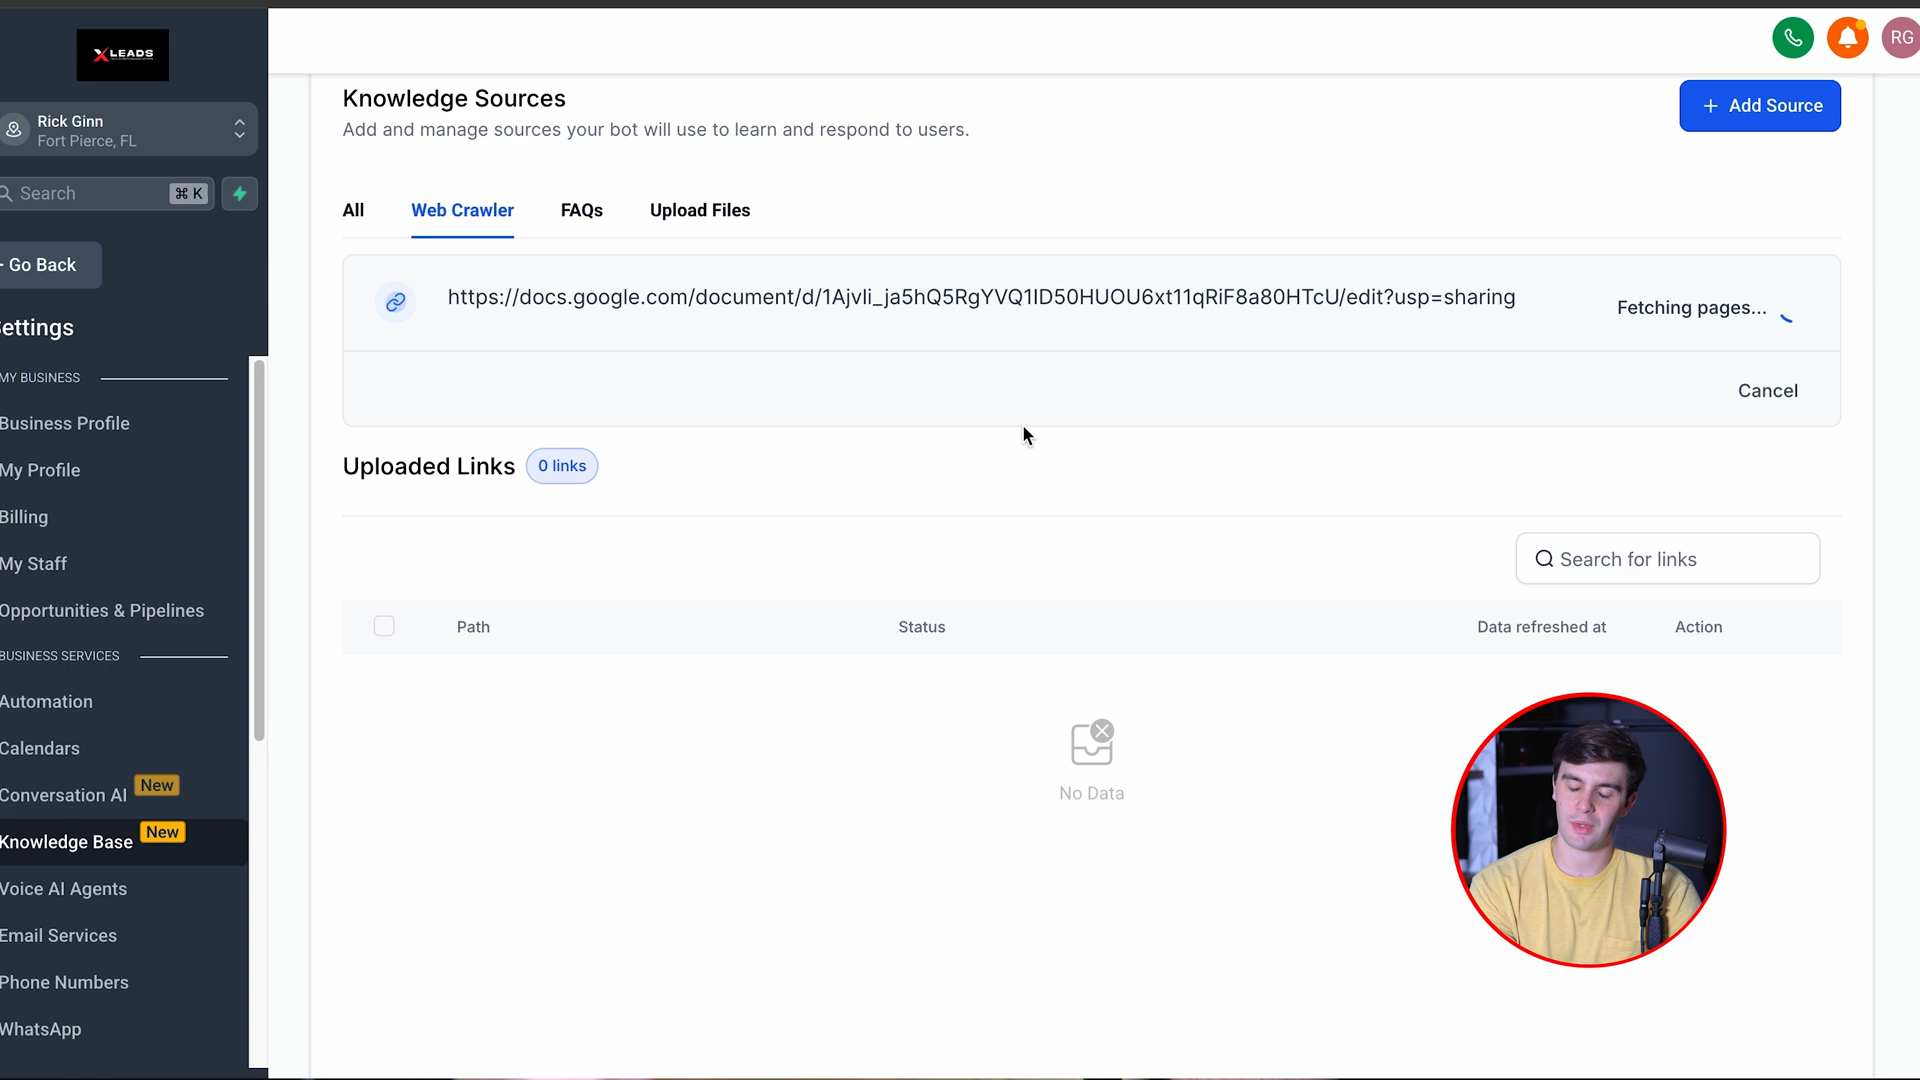 XLEADS
Rick Ginn
Fort Pierce, FL
Search
⌘ K
Go Back
ettings
MY BUSINESS
Business Profile
My Profile
Billing
My Staff
Opportunities & Pipelines
BUSINESS SERVICES
Automation
Calendars
Conversation AI New
Knowledge Base New
Voice AI Agents
Email Services
Phone Numbers
WhatsApp
RG
Knowledge Sources
Add and manage sources your bot will use to learn and respond to users.
+ Add Source
All
Web Crawler
FAQs
Upload Files
https://docs.google.com/document/d/1Ajvli_ja5hQ5RgYVQ1ID50HUOU6xt11qRiF8a80HTcU/edit?usp=sharing
Fetching pages...
Cancel
Uploaded Links
0 links
Search for links
Path
Status
Data refreshed at
Action
No Data